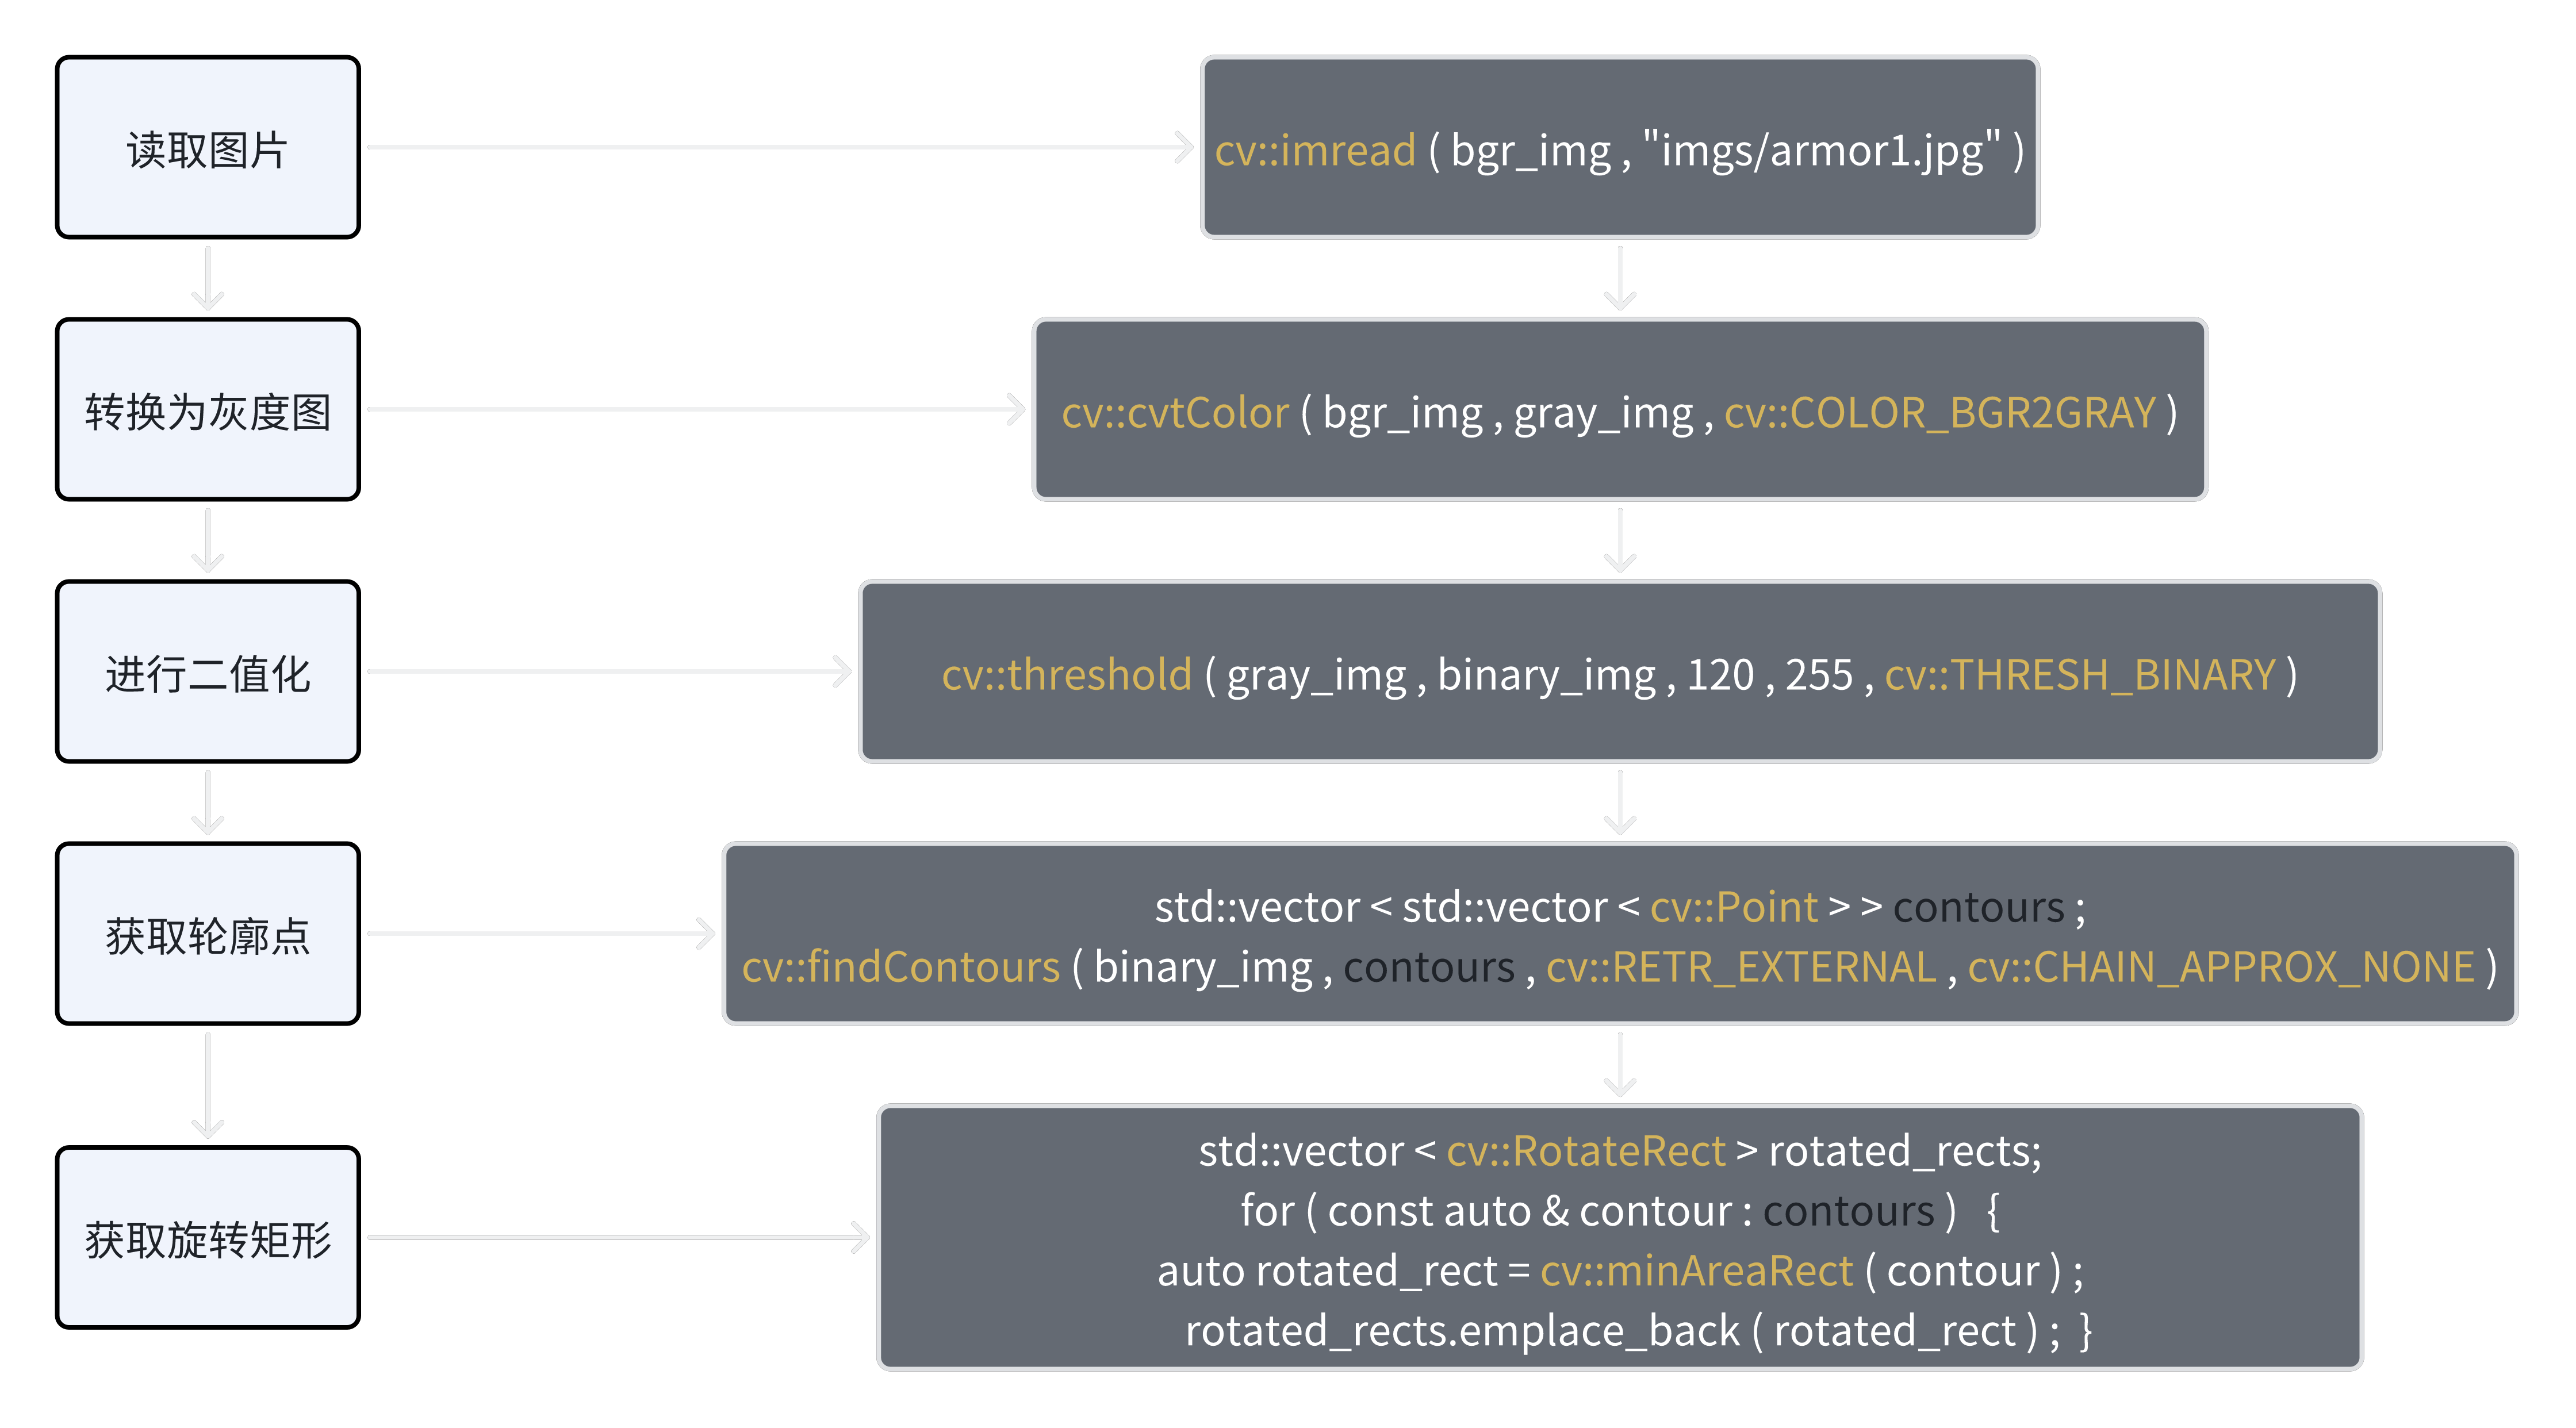 读取图片
cv::imread ( bgr_img , "imgs/armor1.jpg" )
转换为灰度图
cv::cvtColor ( bgr_img , gray_img , cv::COLOR_BGR2GRAY )
进行二值化
cv::threshold ( gray_img , binary_img , 120 , 255 , cv::THRESH_BINARY )
获取轮廓点
std::vector < std::vector < cv::Point > > contours ;
cv::findContours ( binary_img , contours , cv::RETR_EXTERNAL , cv::CHAIN_APPROX_NONE )
获取旋转矩形
std::vector < cv::RotateRect > rotated_rects;
for ( const auto & contour : contours ) {
auto rotated_rect = cv::minAreaRect ( contour ) ;
rotated_rects.emplace_back ( rotated_rect ) ; }